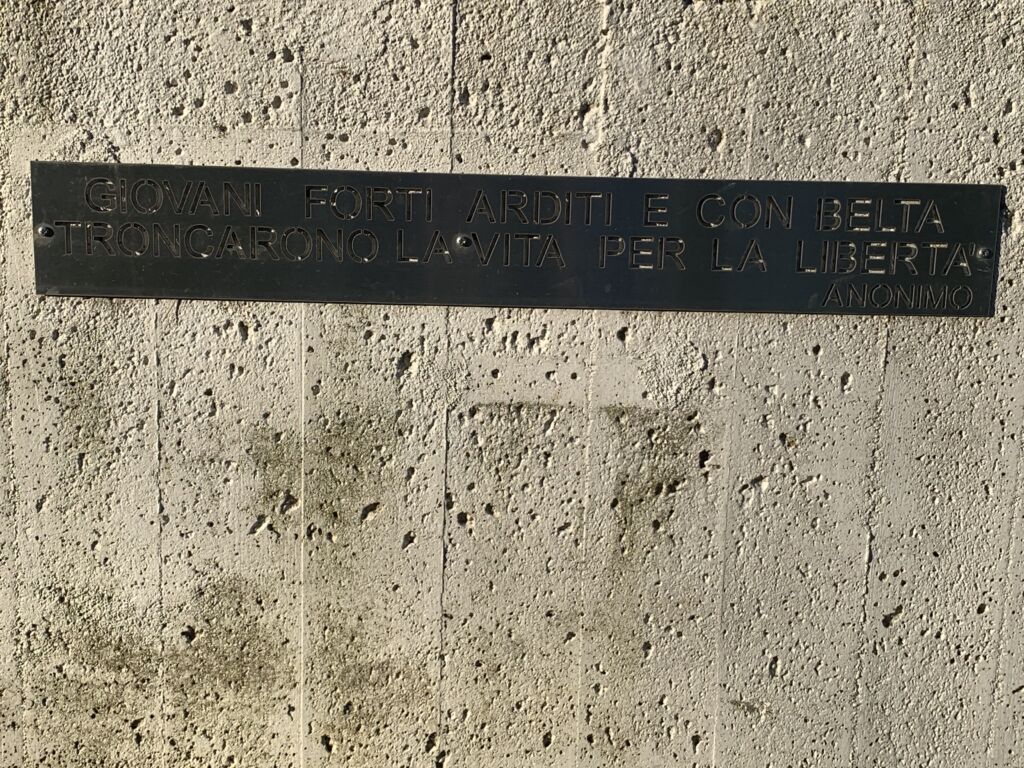 GIOVANI FORTI ARDITI E CON BELTA
TRONCARONO LA VITA PER LA LIBERTA'
ANONIMO